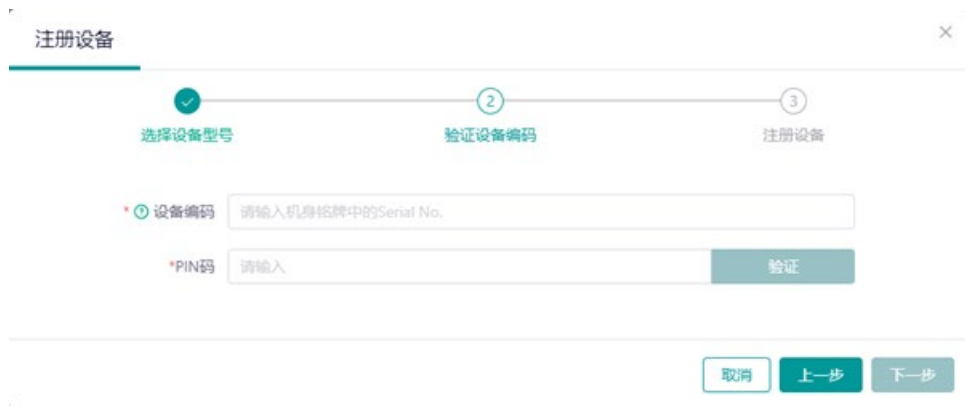 注册设备
2 3
选择设备型号 验证设备编码 注册设备
* 设备编码 请输入机身铭牌中的Serial No.
*PIN码 请输入 验证
取消 上一步 下一步